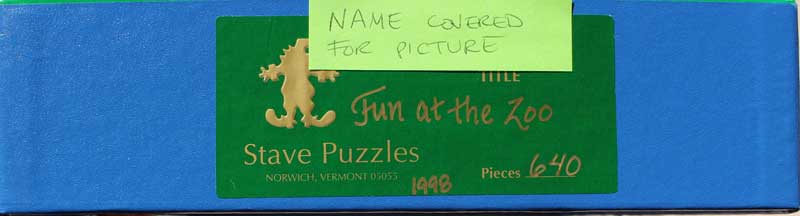 NAME COVERED
FOR PICTURE
TITLE
Fun at the Zoo
Stave Puzzles
NORWICH, VERMONT 05055
1998
Pieces 640